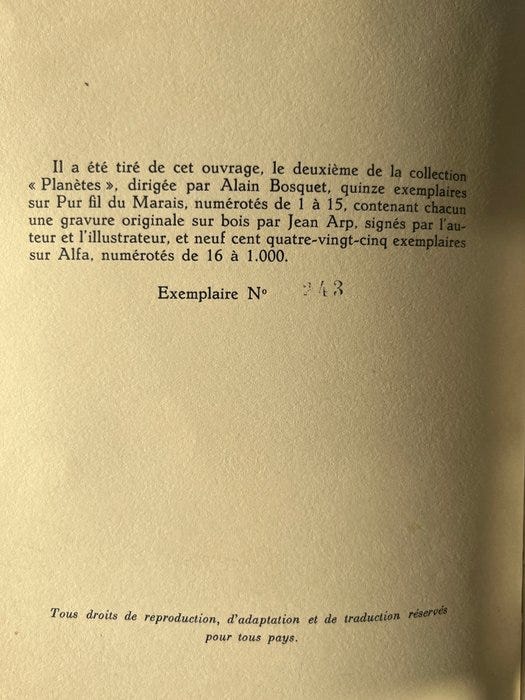 Il a été tiré de cet ouvrage, le deuxième de la collection
« Planètes », dirigée par Alain Bosquet, quinze exemplaires
sur Pur fil du Marais, numérotés de 1 à 15, contenant chacun
une gravure originale sur bois par Jean Arp, signés par l'au-
teur et l'illustrateur, et neuf cent quatre-vingt-cinq exemplaires
sur Alfa, numérotés de 16 à 1.000.
Exemplaire Nº
Tous droits de reproduction, d'adaptation et de traduction réservés
pour tous pays.